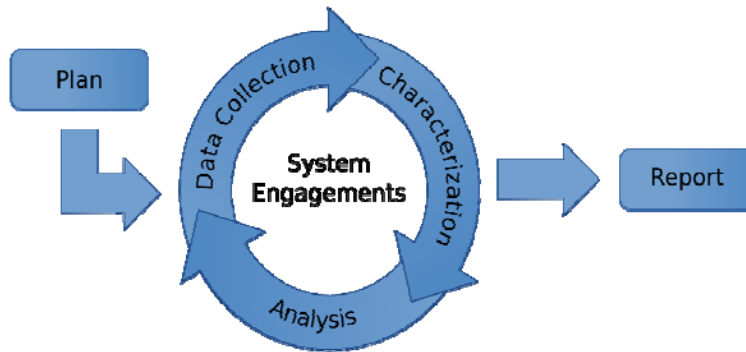 Plan
Data Collection
Characterization
System
Engagements
Analysis
Report